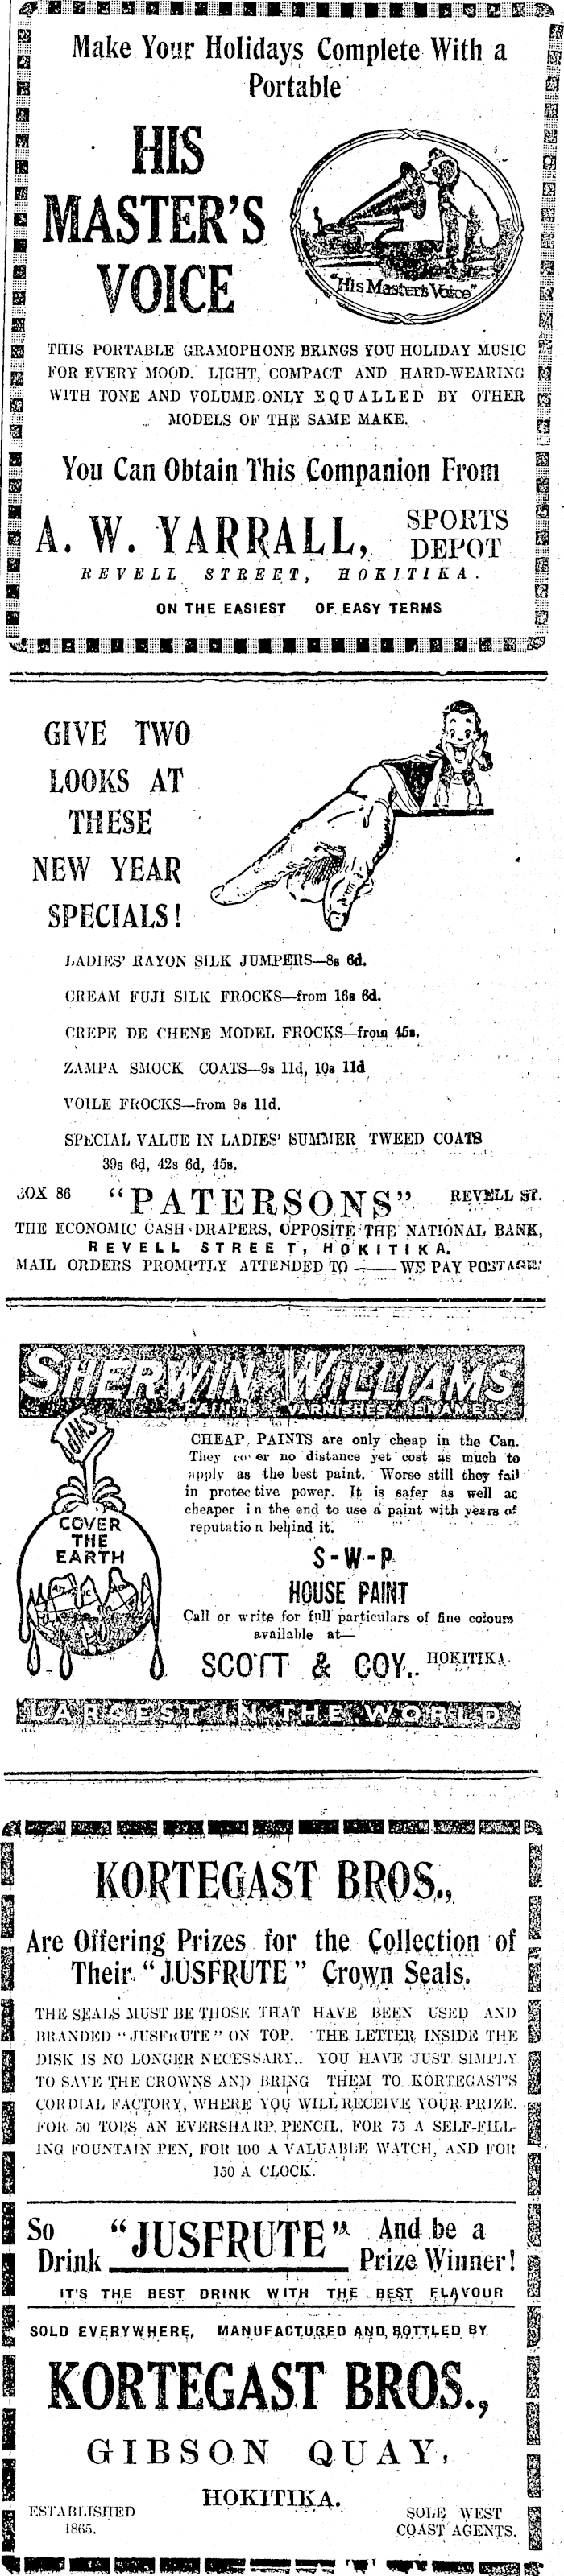 Make Your Holidays Complete With a
Portable
HIS
MASTER'S
VOICE
"His Master's Voice"
THIS PORTABLE GRAMOPHONE BRINGS YOU HOLIDAY MUSIC
FOR EVERY MOOD. LIGHT, COMPACT AND HARD-WEARING
WITH TONE AND VOLUME ONLY EQUALLED BY OTHER
MODELS OF THE SAME MAKE.
You Can Obtain This Companion From
A. W. YARRALL, SPORTS DEPOT
REVELL STREET, HOKITIKA.
ON THE EASIEST OF EASY TERMS
GIVE TWO
LOOKS AT
THESE
NEW YEAR
SPECIALS!
LADIES' RAYON SILK JUMPERS—8s 6d.
CREAM FUJI SILK FROCKS—from 16s 6d.
CREPE DE CHENE MODEL FROCKS—from 45s.
ZAMPA SMOCK COATS—9s 11d, 10s 11d
VOILE FROCKS—from 9s 11d.
SPECIAL VALUE IN LADIES' SUMMER TWEED COATS
39s 6d, 42s 6d, 45s.
BOX 86 "PATERSONS" REVELL ST.
THE ECONOMIC CASH DRAPERS, OPPOSITE THE NATIONAL BANK,
REVELL STREET, HOKITIKA.
MAIL ORDERS PROMPTLY ATTENDED TO —— WE PAY POSTAGE.
SHERWIN-WILLIAMS
PAINTS VARNISHES ENAMELS
SWP
COVER
THE
EARTH
CHEAP PAINTS are only cheap in the Can.
They cover no distance yet cost as much to
apply as the best paint. Worse still they fail
in protec tive power. It is safer as well as
cheaper in the end to use a paint with years of
reputatio n behind it.
S-W-P
HOUSE PAINT
Call or write for full particulars of fine colours
available at—
SCOTT & COY., HOKITIKA
LARGEST IN THE WORLD
KORTEGAST BROS.,
Are Offering Prizes for the Collection of
Their "JUSFRUTE" Crown Seals.
THE SEALS MUST BE THOSE THAT HAVE BEEN USED AND
BRANDED "JUSFRUTE" ON TOP. THE LETTER INSIDE THE
DISK IS NO LONGER NECESSARY.. YOU HAVE JUST SIMPLY
TO SAVE THE CROWNS AND BRING THEM TO KORTEGAST'S
CORDIAL FACTORY, WHERE YOU WILL RECEIVE YOUR PRIZE.
FOR 50 TOPS AN EVERSHARP PENCIL, FOR 75 A SELF-FILL-
ING FOUNTAIN PEN, FOR 100 A VALUABLE WATCH, AND FOR
150 A CLOCK.
So Drink "JUSFRUTE" And be a Prize Winner!
IT'S THE BEST DRINK WITH THE BEST FLAVOUR
SOLD EVERYWHERE, MANUFACTURED AND BOTTLED BY
KORTEGAST BROS.,
GIBSON QUAY,
HOKITIKA.
ESTABLISHED
1865.
SOLE WEST
COAST AGENTS.